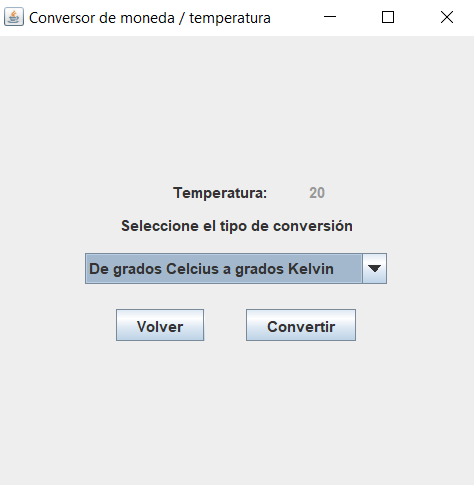 Conversor de moneda / temperatura
Temperatura: 20
Seleccione el tipo de conversión
De grados Celcius a grados Kelvin
Volver Convertir